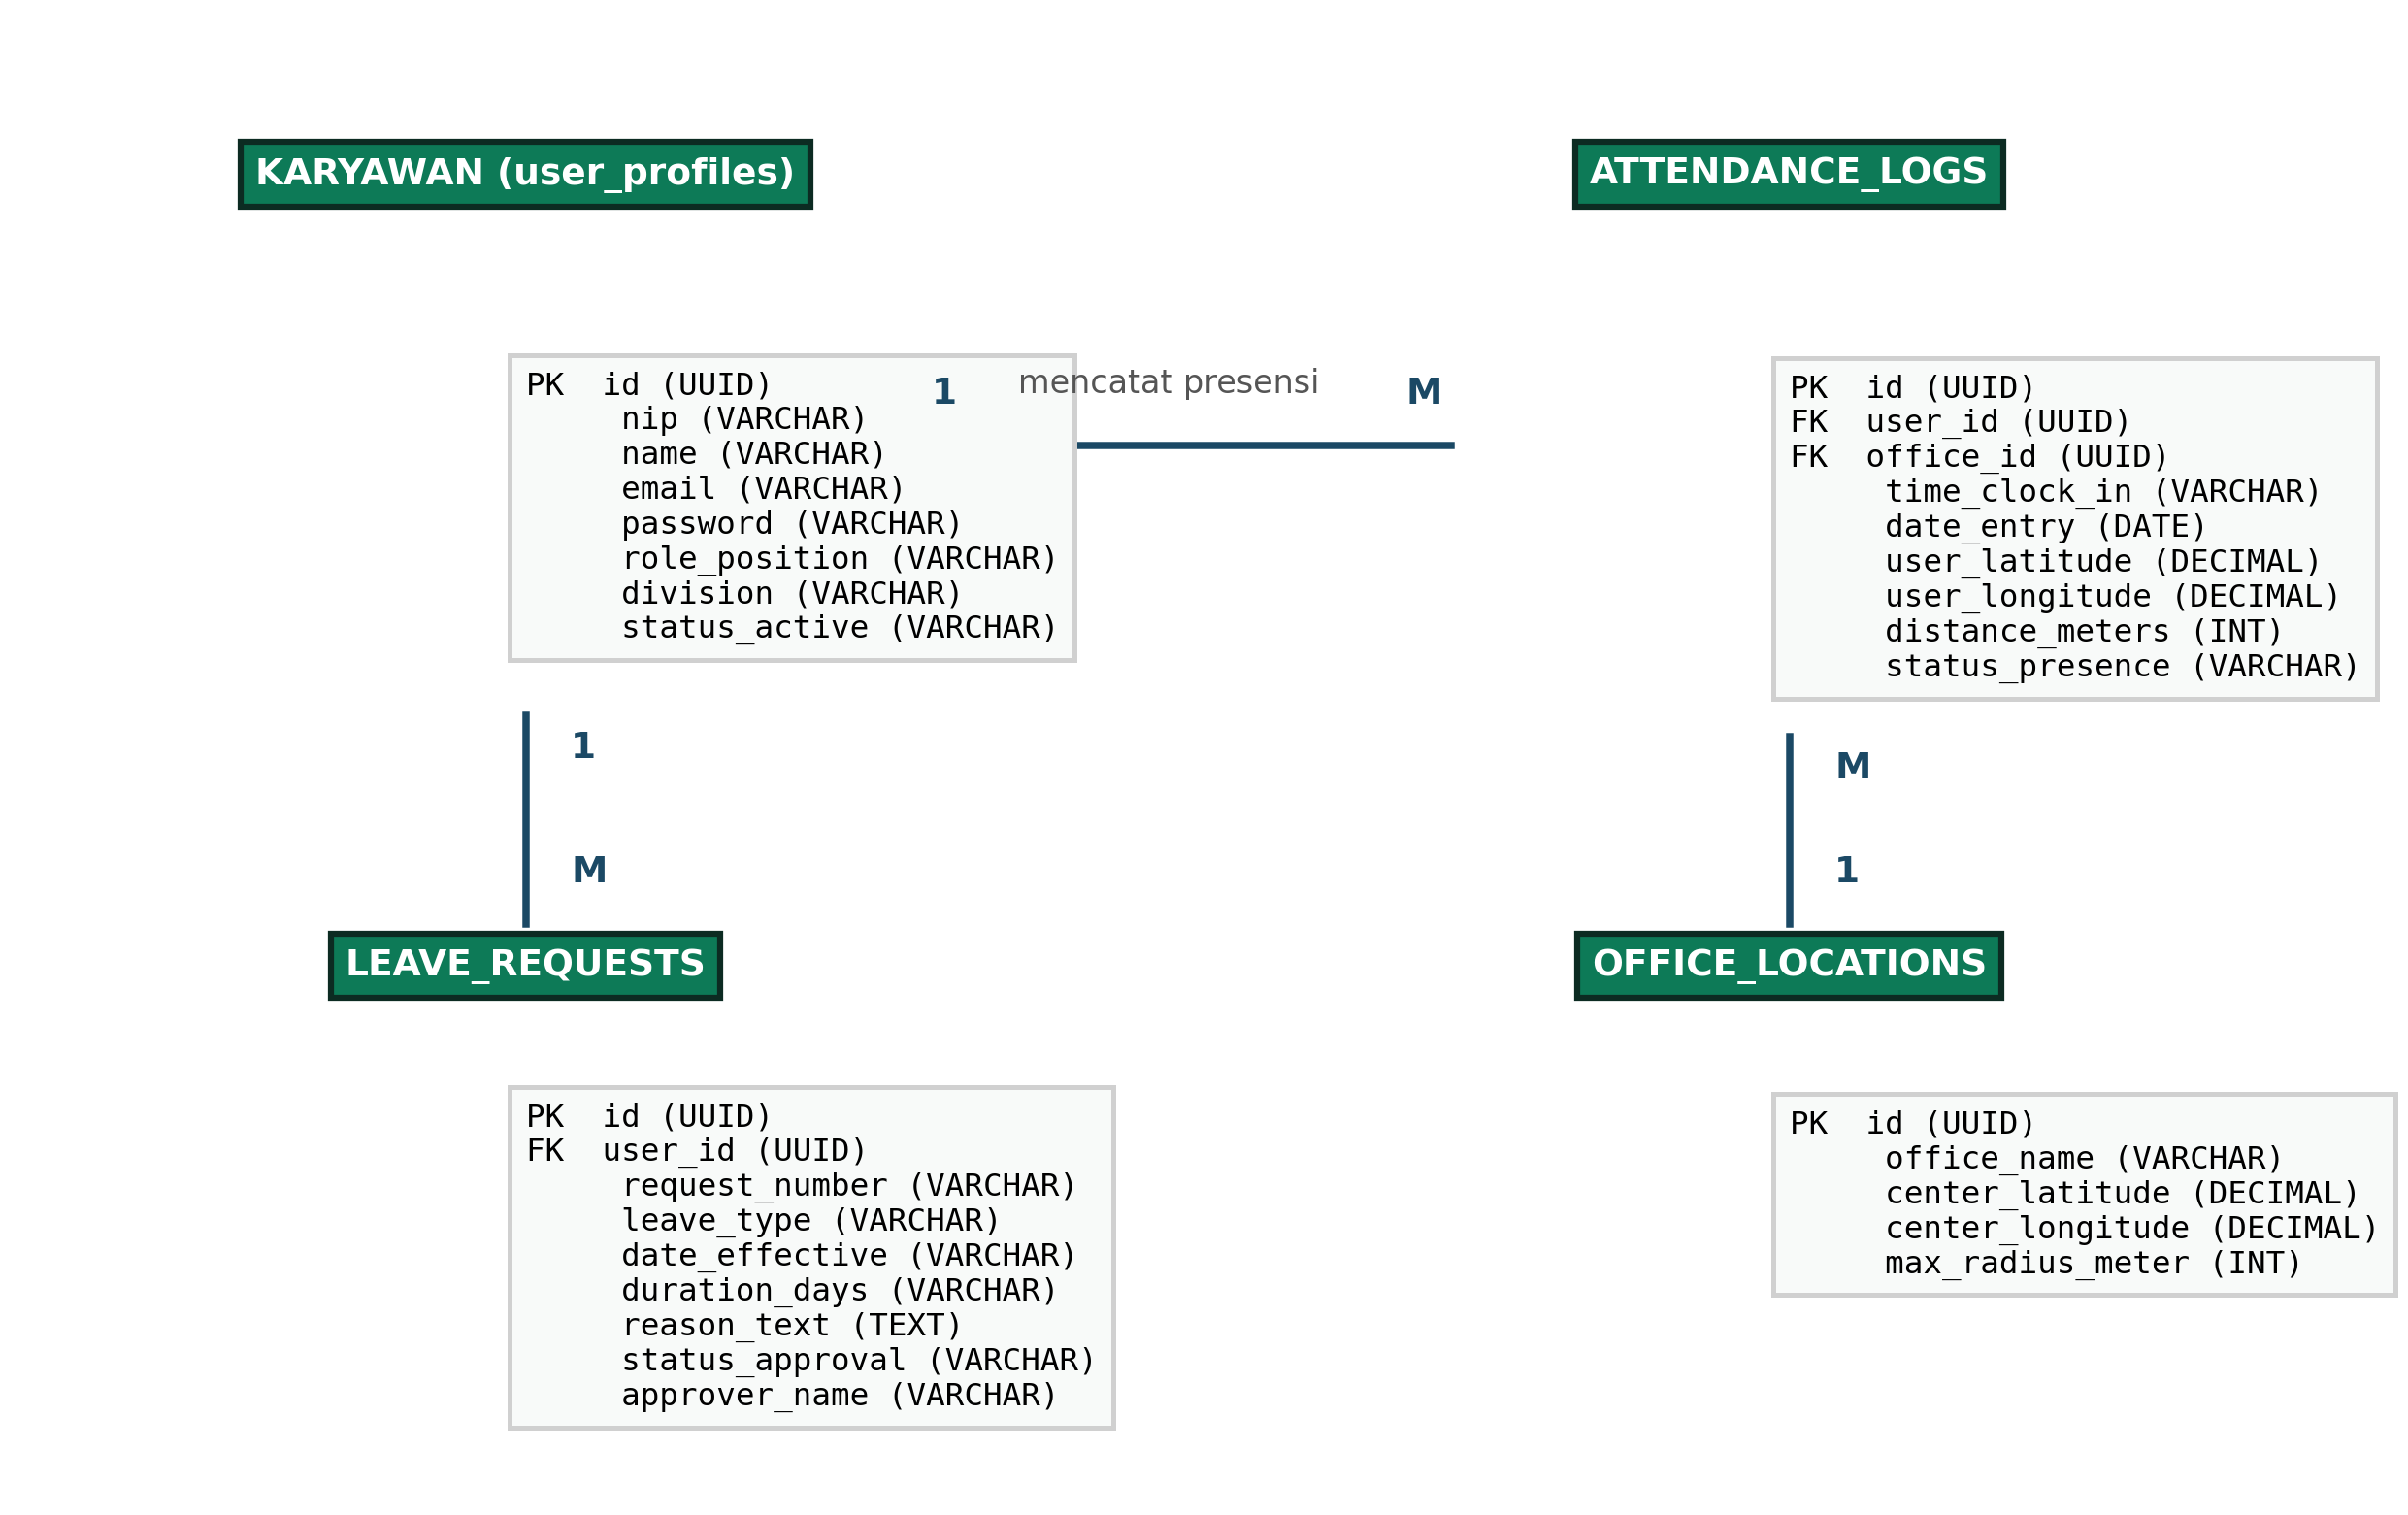 KARYAWAN (user_profiles)
PK  id (UUID)
nip (VARCHAR)
name (VARCHAR)
email (VARCHAR)
password (VARCHAR)
role_position (VARCHAR)
division (VARCHAR)
status_active (VARCHAR)
1
mencatat presensi
M
ATTENDANCE_LOGS
PK  id (UUID)
FK  user_id (UUID)
FK  office_id (UUID)
time_clock_in (VARCHAR)
date_entry (DATE)
user_latitude (DECIMAL)
user_longitude (DECIMAL)
distance_meters (INT)
status_presence (VARCHAR)
1
M
LEAVE_REQUESTS
PK  id (UUID)
FK  user_id (UUID)
request_number (VARCHAR)
leave_type (VARCHAR)
date_effective (VARCHAR)
duration_days (VARCHAR)
reason_text (TEXT)
status_approval (VARCHAR)
approver_name (VARCHAR)
M
1
OFFICE_LOCATIONS
PK  id (UUID)
office_name (VARCHAR)
center_latitude (DECIMAL)
center_longitude (DECIMAL)
max_radius_meter (INT)